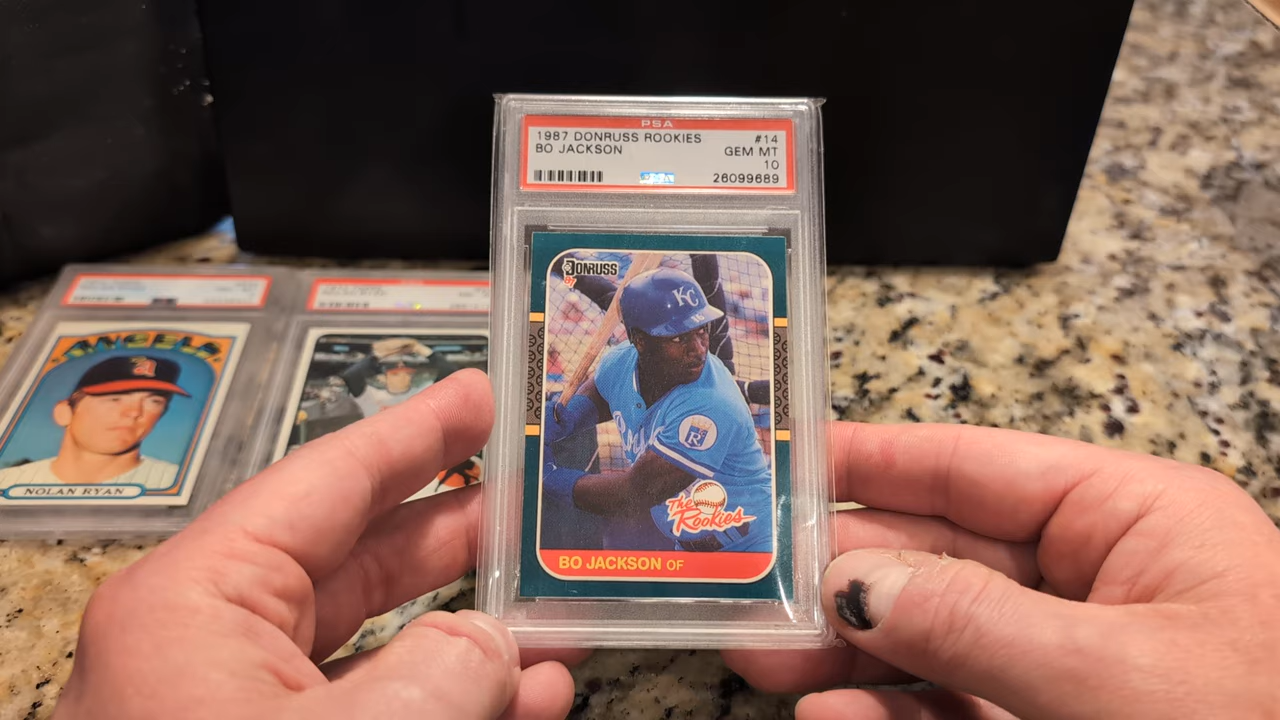 PSA
1987 DONRUSS ROOKIES #14
BO JACKSON GEM MT
10
26099689
DONRUSS
87
KC
Royals
R
The
Rookies
BO JACKSON OF
ANGELS
a
NOLAN RYAN